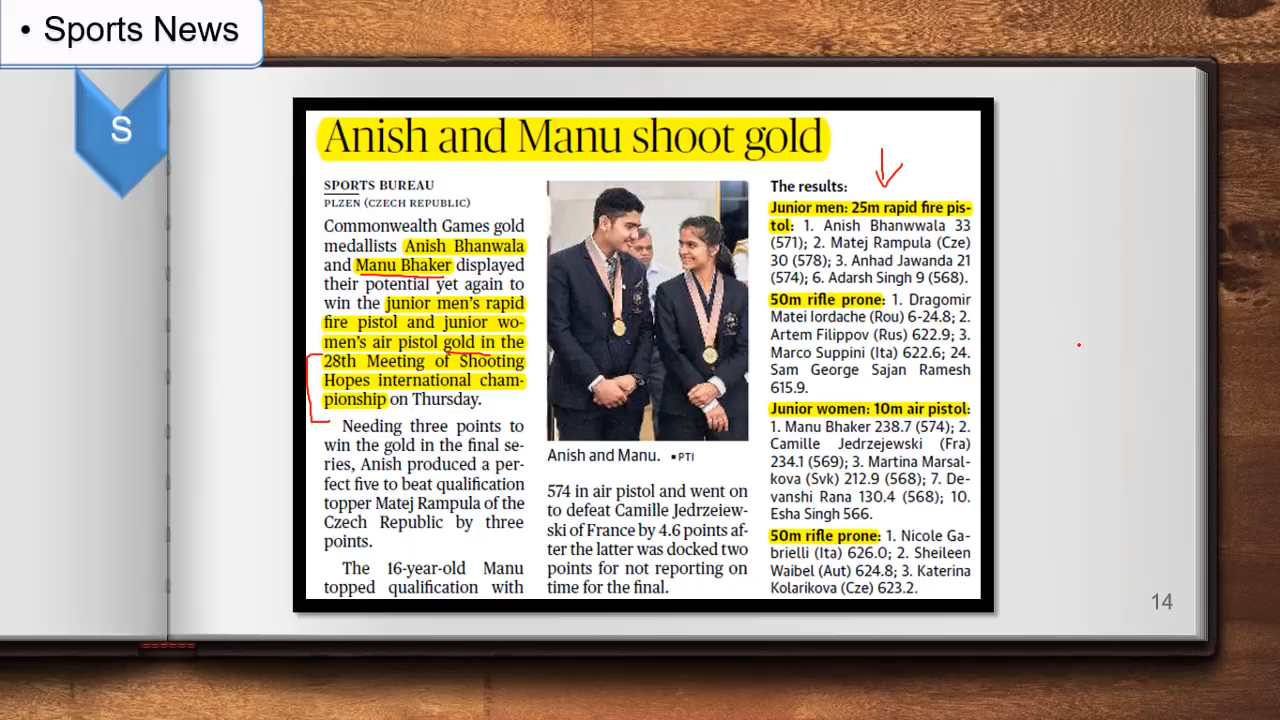 • Sports News
S
Anish and Manu shoot gold
SPORTS BUREAU
PLZEN (CZECH REPUBLIC)
Commonwealth Games gold
medallists Anish Bhanwala
and Manu Bhaker displayed
their potential yet again to
win the junior men's rapid
fire pistol and junior wo-
men's air pistol gold in the
28th Meeting of Shooting
Hopes international cham-
pionship on Thursday.
Needing three points to
win the gold in the final se-
ries, Anish produced a per-
fect five to beat qualification
topper Matej Rampula of the
Czech Republic by three
points.
The 16-year-old Manu
topped qualification with
Anish and Manu. ▪PTI
574 in air pistol and went on
to defeat Camille Jedrzeiew-
ski of France by 4.6 points af-
ter the latter was docked two
points for not reporting on
time for the final.
The results:
Junior men: 25m rapid fire pis-
tol: 1. Anish Bhanwwala 33
(571); 2. Matej Rampula (Cze)
30 (578); 3. Anhad Jawanda 21
(574); 6. Adarsh Singh 9 (568).
50m rifle prone: 1. Dragomir
Matei Iordache (Rou) 6-24.8; 2.
Artem Filippov (Rus) 622.9; 3.
Marco Suppini (Ita) 622.6; 24.
Sam George Sajan Ramesh
615.9.
Junior women: 10m air pistol:
1. Manu Bhaker 238.7 (574); 2.
Camille Jedrzejewski (Fra)
234.1 (569); 3. Martina Marsal-
kova (Svk) 212.9 (568); 7. De-
vanshi Rana 130.4 (568); 10.
Esha Singh 566.
50m rifle prone: 1. Nicole Ga-
brielli (Ita) 626.0; 2. Sheileen
Waibel (Aut) 624.8; 3. Katerina
Kolarikova (Cze) 623.2.
14